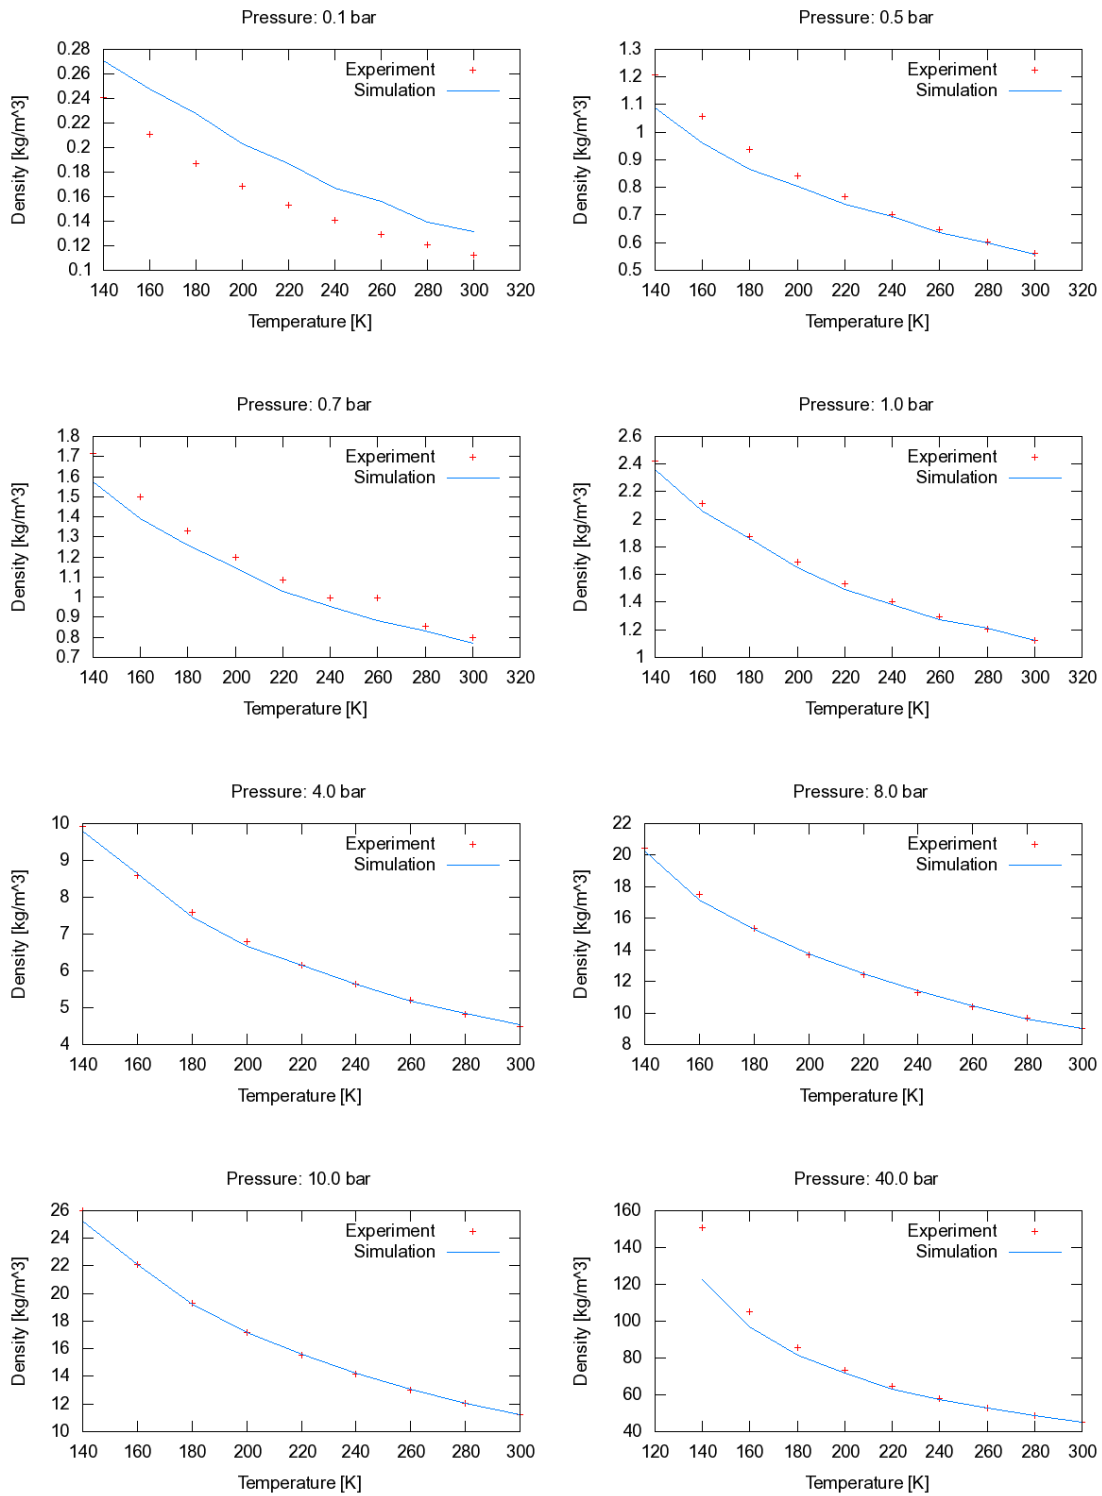 Pressure: 0.1 bar
Density [kg/m^3]
0.28
0.26
0.24
0.22
0.2
0.18
0.16
0.14
0.12
0.1
Experiment
Simulation
140 160 180 200 220 240 260 280 300 320
Temperature [K]
Pressure: 0.5 bar
Density [kg/m^3]
1.3
1.2
1.1
1
0.9
0.8
0.7
0.6
0.5
Experiment
Simulation
140 160 180 200 220 240 260 280 300 320
Temperature [K]
Pressure: 0.7 bar
Density [kg/m^3]
1.8
1.7
1.6
1.5
1.4
1.3
1.2
1.1
1
0.9
0.8
0.7
Experiment
Simulation
140 160 180 200 220 240 260 280 300 320
Temperature [K]
Pressure: 1.0 bar
Density [kg/m^3]
2.6
2.4
2.2
2
1.8
1.6
1.4
1.2
1
Experiment
Simulation
140 160 180 200 220 240 260 280 300 320
Temperature [K]
Pressure: 4.0 bar
Density [kg/m^3]
10
9
8
7
6
5
4
Experiment
Simulation
140 160 180 200 220 240 260 280 300
Temperature [K]
Pressure: 8.0 bar
Density [kg/m^3]
22
20
18
16
14
12
10
8
Experiment
Simulation
140 160 180 200 220 240 260 280 300
Temperature [K]
Pressure: 10.0 bar
Density [kg/m^3]
26
24
22
20
18
16
14
12
10
Experiment
Simulation
140 160 180 200 220 240 260 280 300
Temperature [K]
Pressure: 40.0 bar
Density [kg/m^3]
160
140
120
100
80
60
40
Experiment
Simulation
120 140 160 180 200 220 240 260 280 300
Temperature [K]